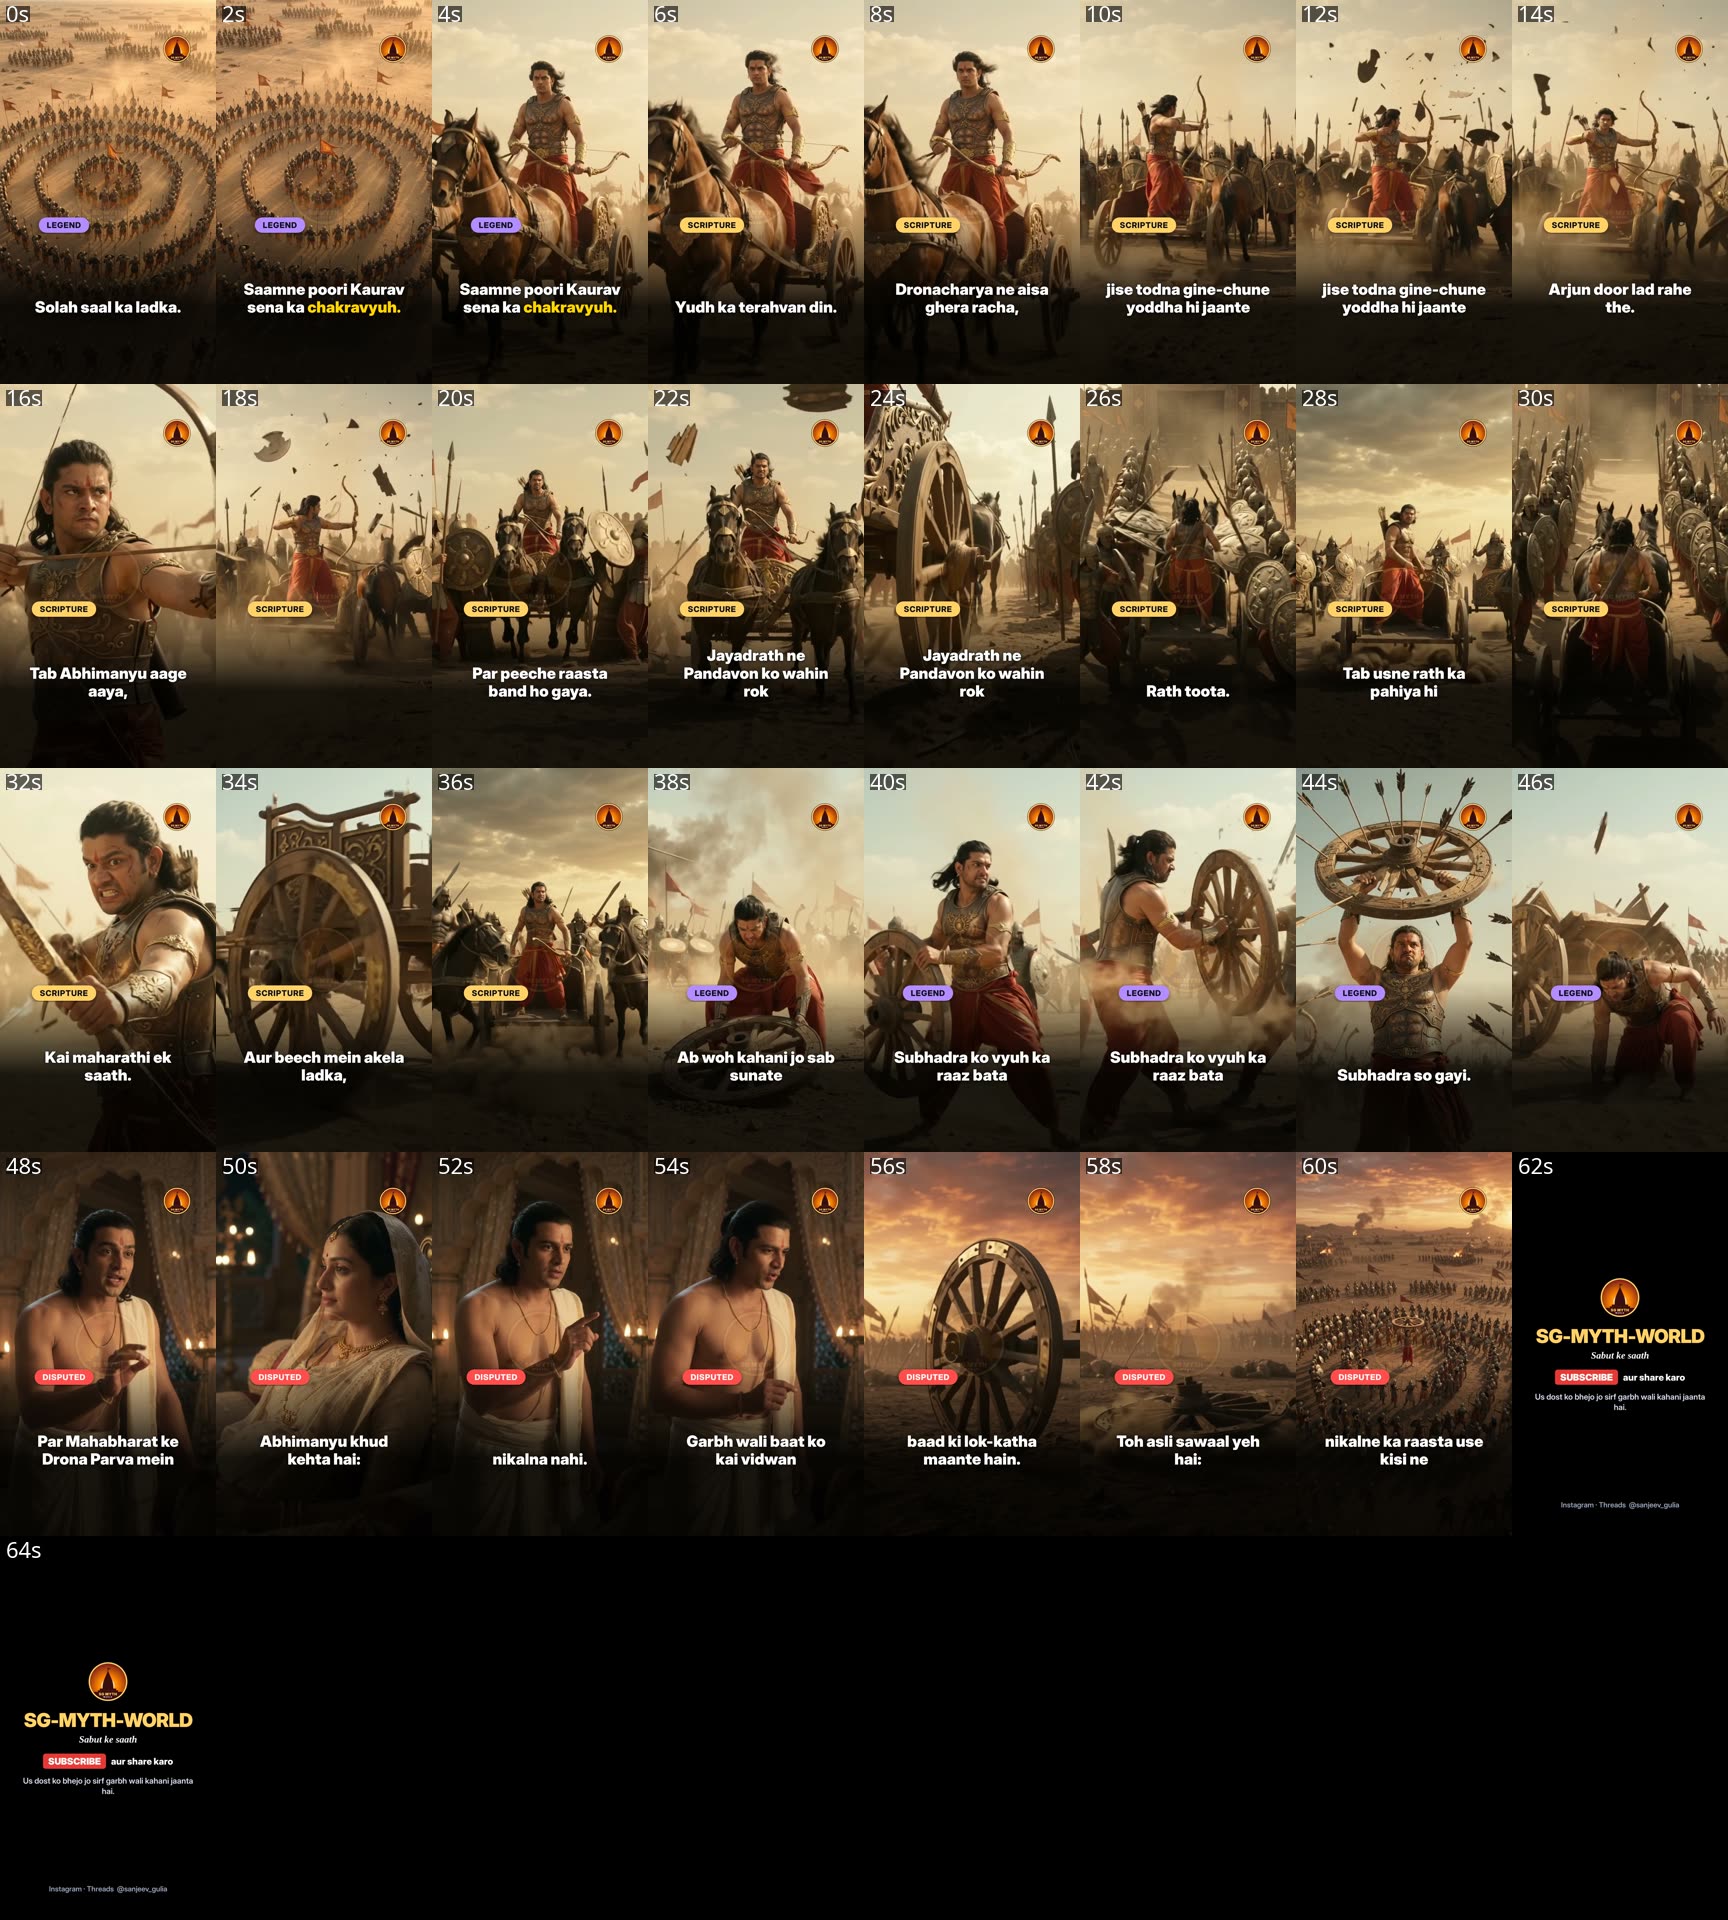 0s
LEGEND
Solah saal ka ladka.
2s
LEGEND
Saamne poori Kaurav
sena ka chakravyuh.
4s
LEGEND
Saamne poori Kaurav
sena ka chakravyuh.
6s
SCRIPTURE
Yudh ka terahvan din.
8s
SCRIPTURE
Dronacharya ne aisa
ghera racha,
10s
SCRIPTURE
jise todna gine-chune
yoddha hi jaante
12s
SCRIPTURE
jise todna gine-chune
yoddha hi jaante
14s
SCRIPTURE
Arjun door lad rahe
the.
16s
SCRIPTURE
Tab Abhimanyu aage
aaya,
18s
SCRIPTURE
20s
SCRIPTURE
Par peeche raasta
band ho gaya.
22s
SCRIPTURE
Jayadrath ne
Pandavon ko wahin
rok
24s
SCRIPTURE
Jayadrath ne
Pandavon ko wahin
rok
26s
SCRIPTURE
Rath toota.
28s
SCRIPTURE
Tab usne rath ka
pahiya hi
30s
SCRIPTURE
32s
SCRIPTURE
Kai maharathi ek
saath.
34s
SCRIPTURE
Aur beech mein akela
ladka,
36s
SCRIPTURE
38s
LEGEND
Ab woh kahani jo sab
sunate
40s
LEGEND
Subhadra ko vyuh ka
raaz bata
42s
LEGEND
Subhadra ko vyuh ka
raaz bata
44s
LEGEND
Subhadra so gayi.
46s
LEGEND
48s
DISPUTED
Par Mahabharat ke
Drona Parva mein
50s
DISPUTED
Abhimanyu khud
kehta hai:
52s
DISPUTED
nikalna nahi.
54s
DISPUTED
Garbh wali baat ko
kai vidwan
56s
DISPUTED
baad ki lok-katha
maante hain.
58s
DISPUTED
Toh asli sawaal yeh
hai:
60s
DISPUTED
nikalne ka raasta use
kisi ne
62s
SG MYTH
SG-MYTH-WORLD
Sabut ke saath
SUBSCRIBE aur share karo
Us dost ko bhejo jo sirf garbh wali kahani jaanta
hai.
Instagram · Threads @sanjeev_gulia
64s
SG MYTH
SG-MYTH-WORLD
Sabut ke saath
SUBSCRIBE aur share karo
Us dost ko bhejo jo sirf garbh wali kahani jaanta
hai.
Instagram · Threads @sanjeev_gulia